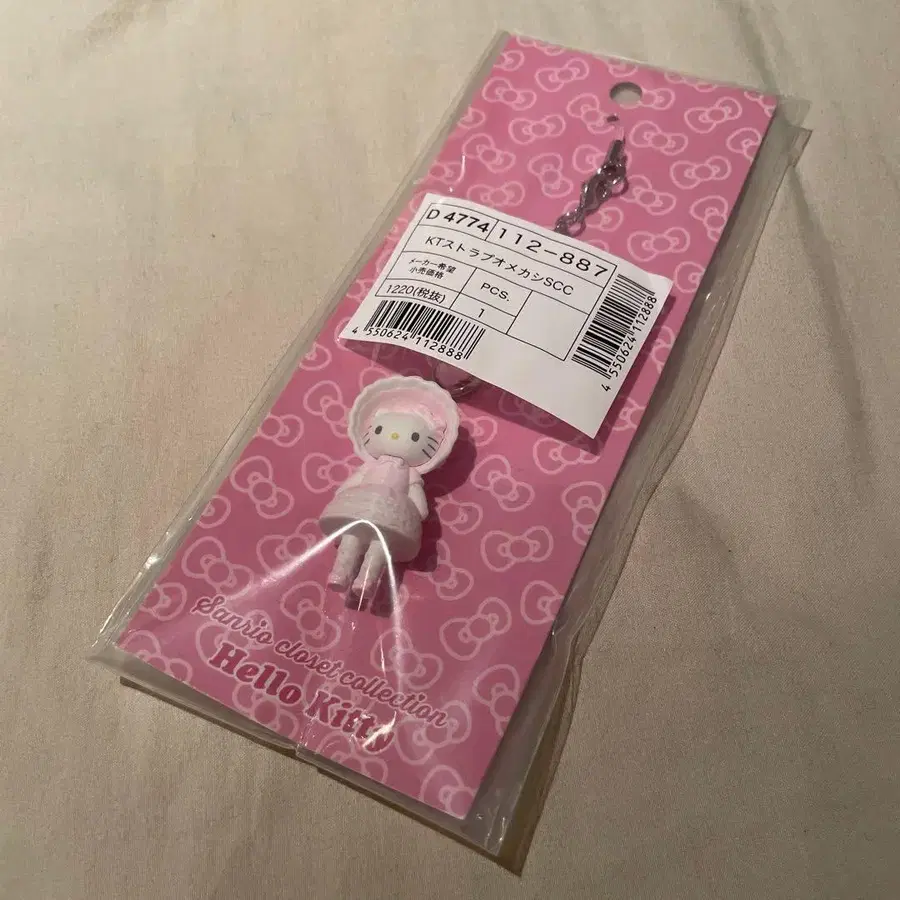 D 4774 112-887
KTストラプオメカシSCC
メーカー希望
小売価格
PCS.
1220(税抜)
1
4 550624 112888
4 550624 112888
Sanrio closet collection
Hello Kitty